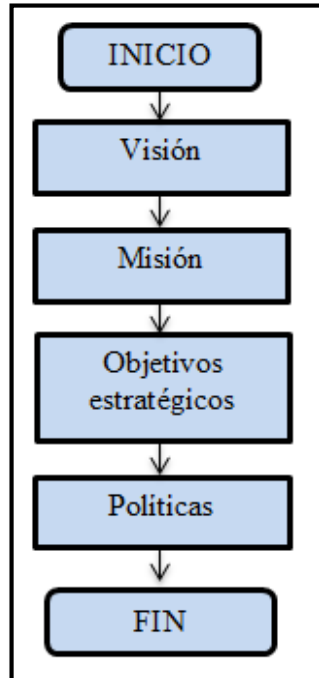 INICIO
Visión
Misión
Objetivos
estratégicos
Políticas
FIN